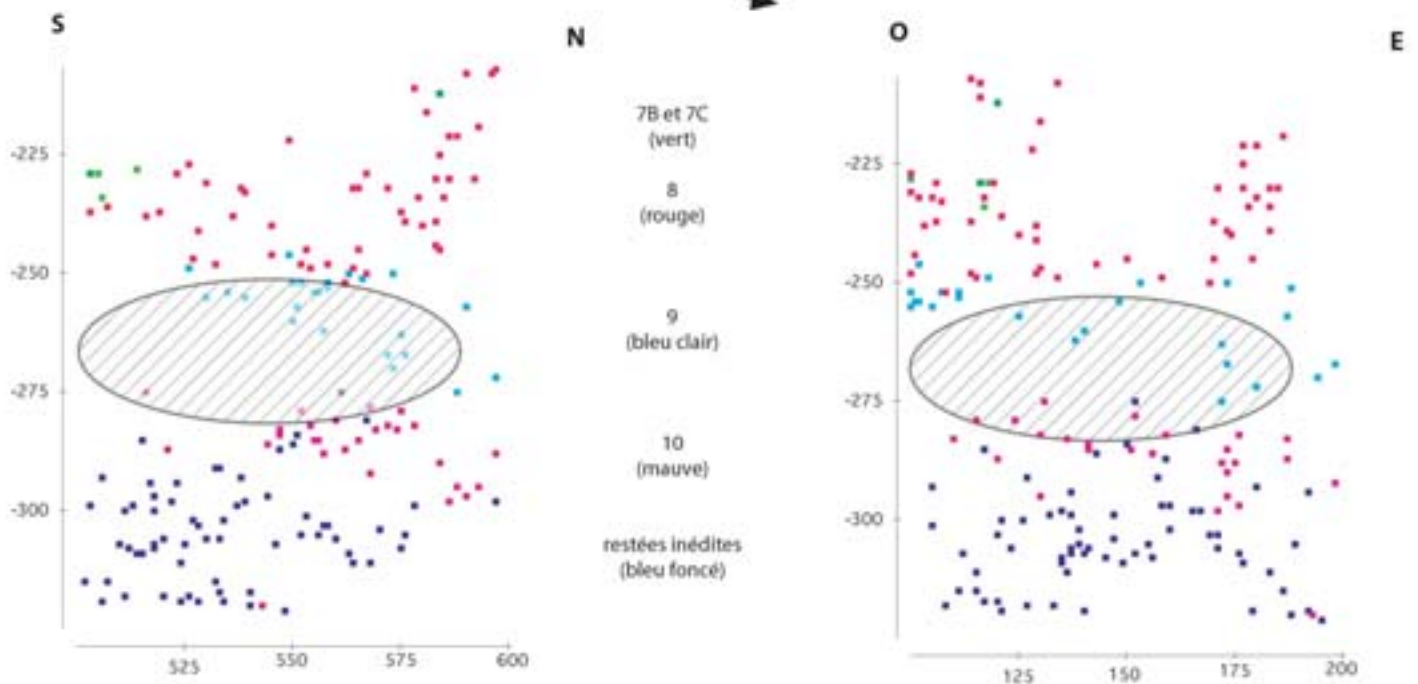 S
N
O
E
-225
-250
-275
-300
525
550
575
600
7B et 7C
(vert)
8
(rouge)
9
(bleu clair)
10
(mauve)
restées inédites
(bleu foncé)
-225
-250
-275
-300
125
150
175
200